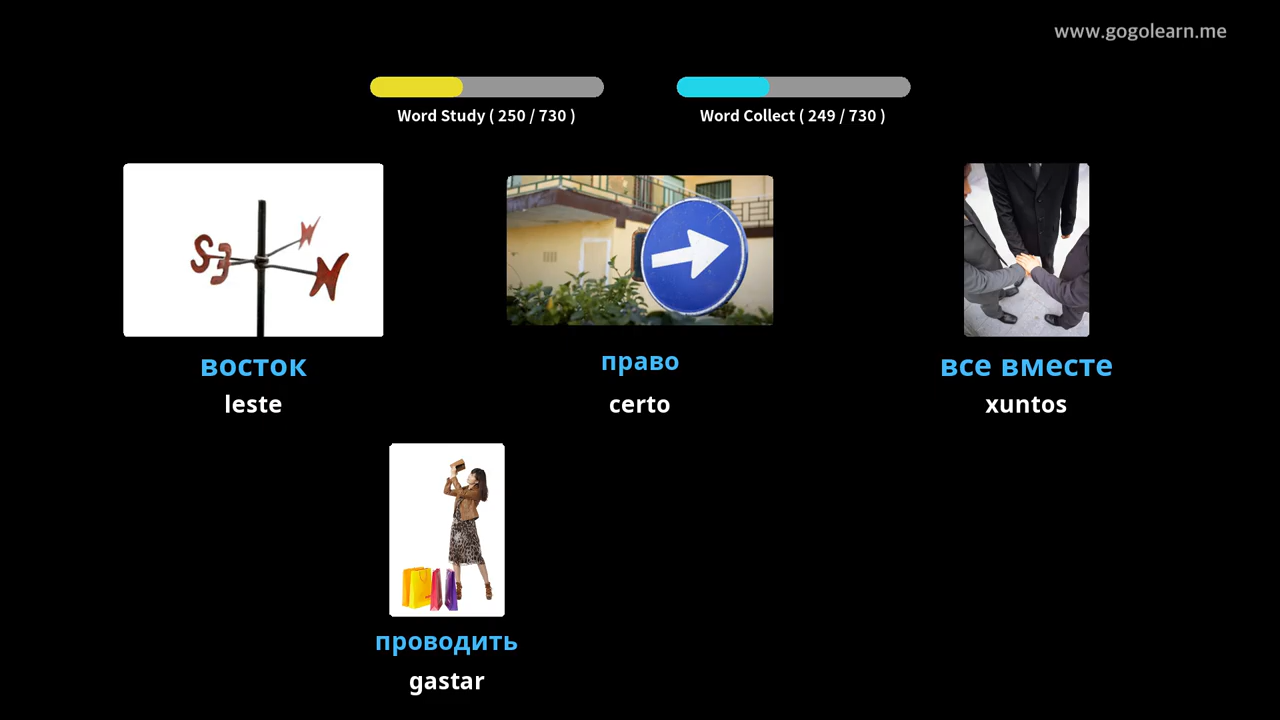 www.gogolearn.me
Word Study ( 250 / 730 )
Word Collect ( 249 / 730 )
восток
leste
право
certo
все вместе
xuntos
проводить
gastar